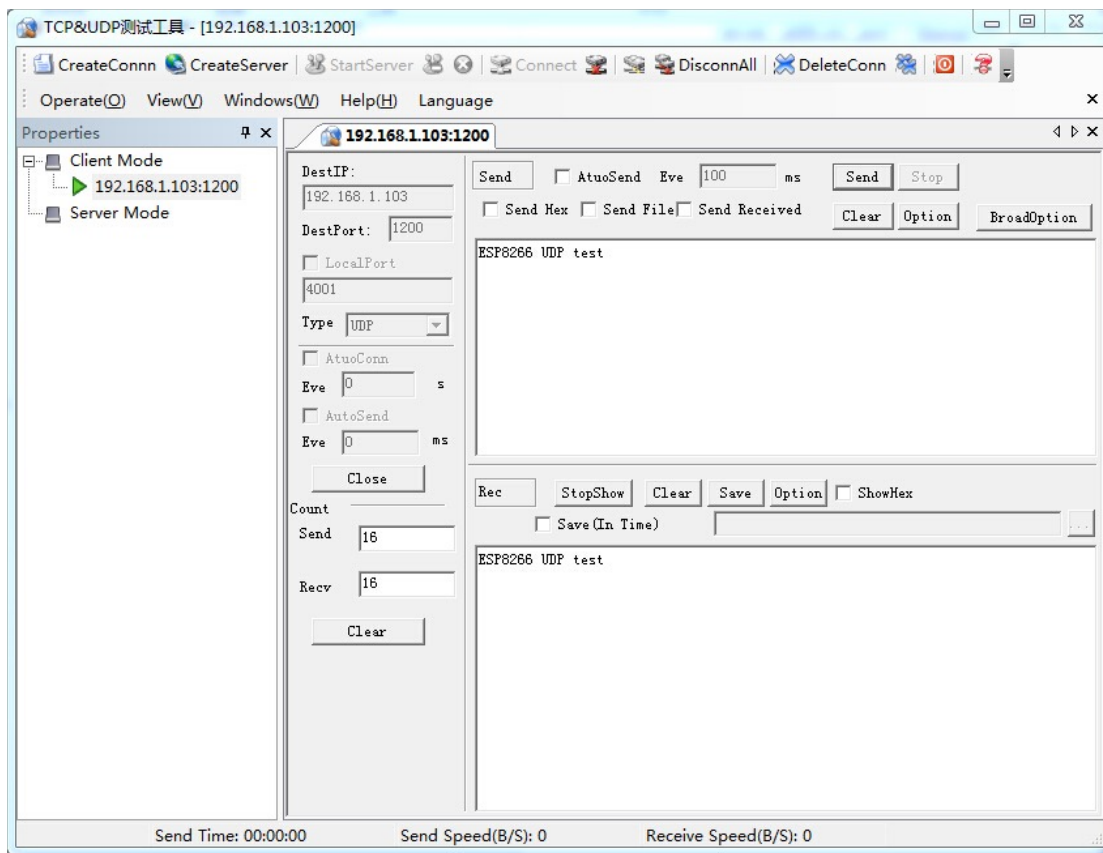 TCP&UDP测试工具 - [192.168.1.103:1200]
CreateConnn CreateServer StartServer Connect DisconnAll DeleteConn
Operate(O) View(V) Windows(W) Help(H) Language
Properties
192.168.1.103:1200
Client Mode
192.168.1.103:1200
Server Mode
DestIP:
192.168.1.103
DestPort: 1200
LocalPort
4001
Type UDP
AtuoConn
Eve 0 s
AutoSend
Eve 0 ms
Close
Count
Send 16
Recv 16
Clear
Send AtuoSend Eve 100 ms Send Stop
Send Hex Send File Send Received Clear Option BroadOption
ESP8266 UDP test
Rec StopShow Clear Save Option ShowHex
Save(In Time) ...
ESP8266 UDP test
Send Time: 00:00:00 Send Speed(B/S): 0 Receive Speed(B/S): 0